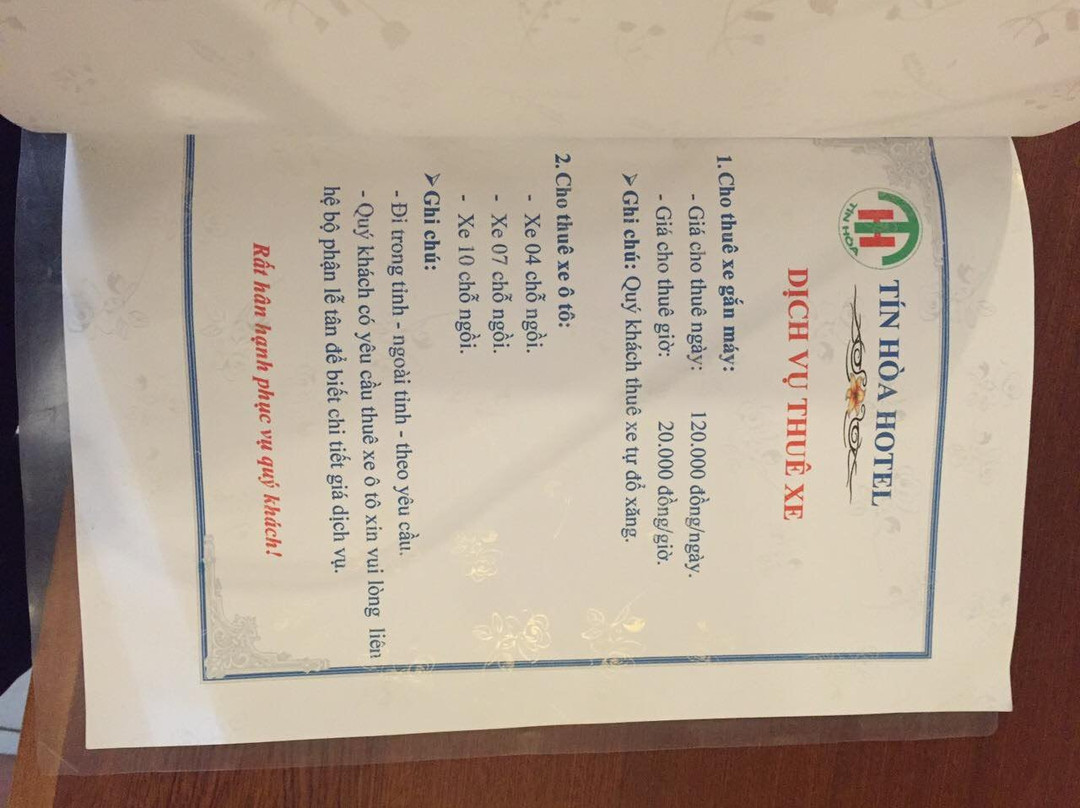 TÍN HÒA
TÍN HÒA HOTEL
DỊCH VỤ THUÊ XE
1. Cho thuê xe gắn máy:
- Giá cho thuê ngày: 120.000 đồng/ngày.
- Giá cho thuê giờ: 20.000 đồng/giờ.
➢Ghi chú: Quý khách thuê xe tự đổ xăng.
2. Cho thuê xe ô tô:
- Xe 04 chỗ ngồi.
- Xe 07 chỗ ngồi.
- Xe 10 chỗ ngồi.
➢Ghi chú:
- Đi trong tỉnh - ngoài tỉnh - theo yêu cầu.
- Quý khách có yêu cầu thuê xe ô tô xin vui lòng liên
hệ bộ phận lễ tân để biết chi tiết giá dịch vụ.
Rất hân hạnh phục vụ quý khách!